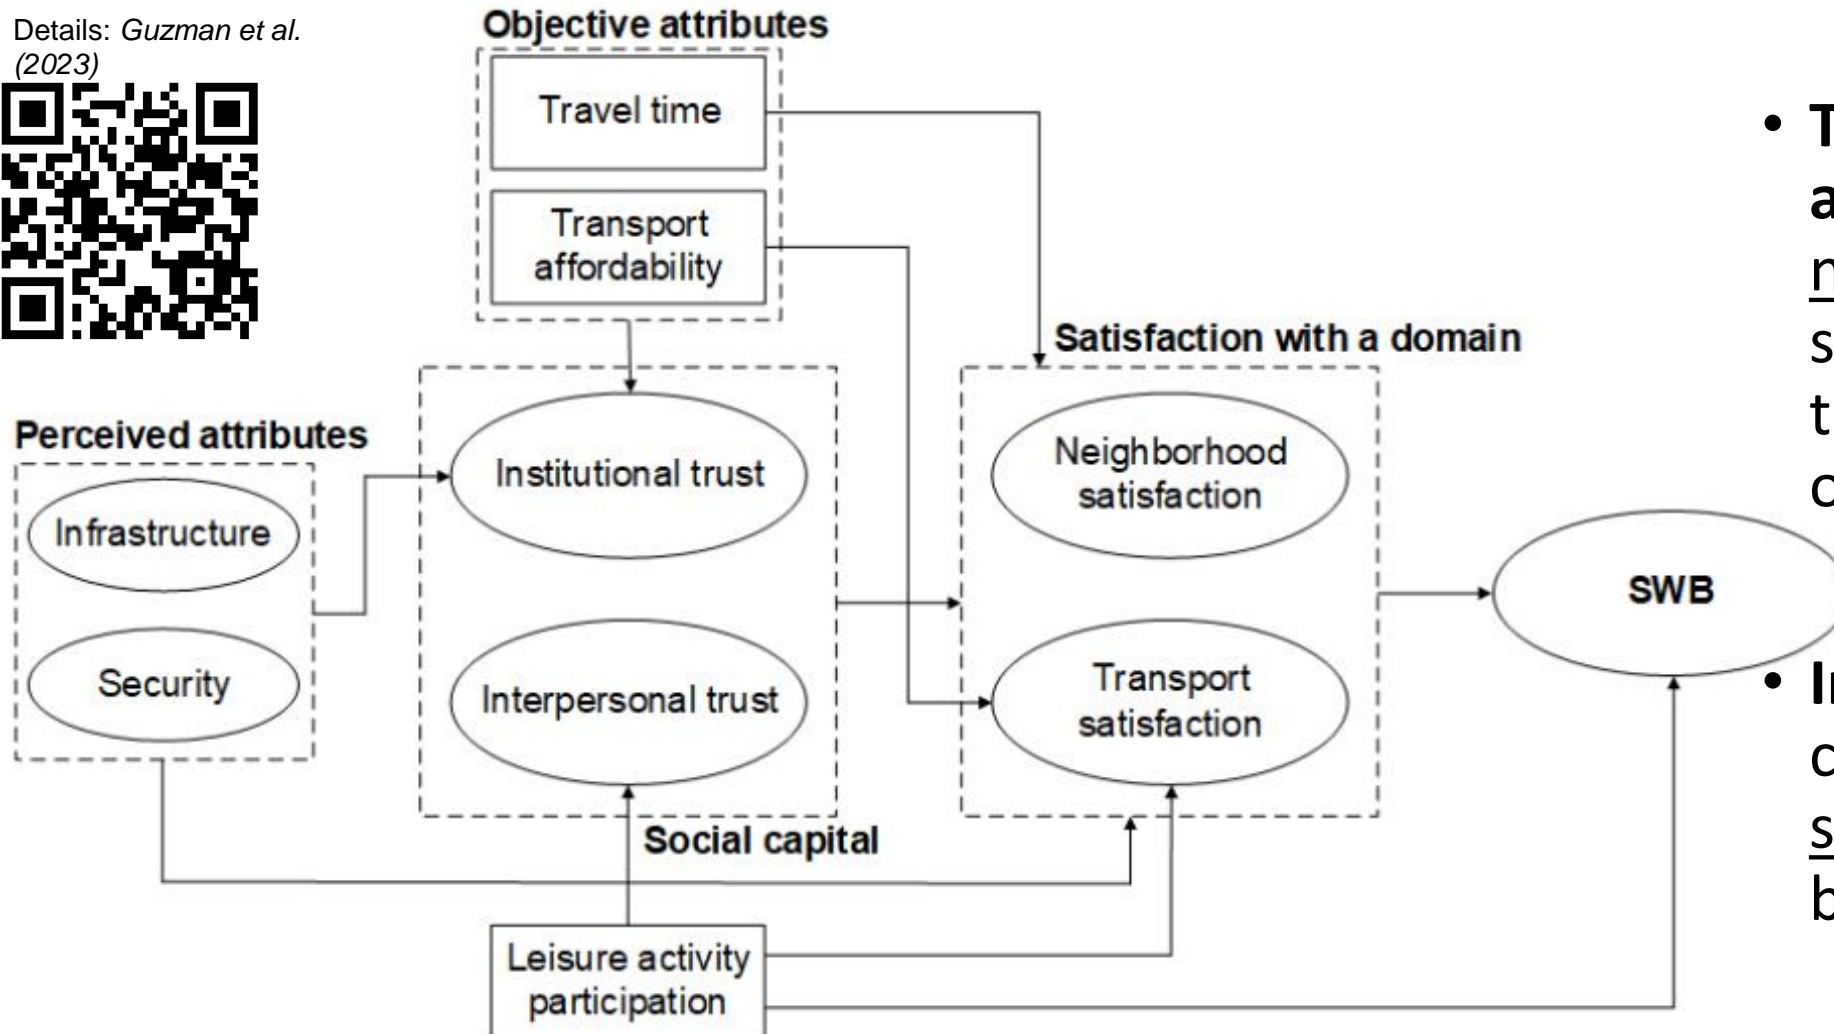 Details: Guzman et al.
(2023)
Objective attributes
Travel time
Transport
affordability
Satisfaction with a domain
Perceived attributes
Infrastructure
Security
Institutional trust
Interpersonal trust
Social capital
Neighborhood
satisfaction
Transport
satisfaction
SWB
Leisure activity
participation